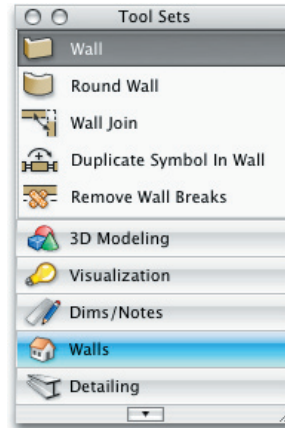 Tool Sets
Wall
Round Wall
Wall Join
Duplicate Symbol In Wall
Remove Wall Breaks
3D Modeling
Visualization
Dims/Notes
Walls
Detailing